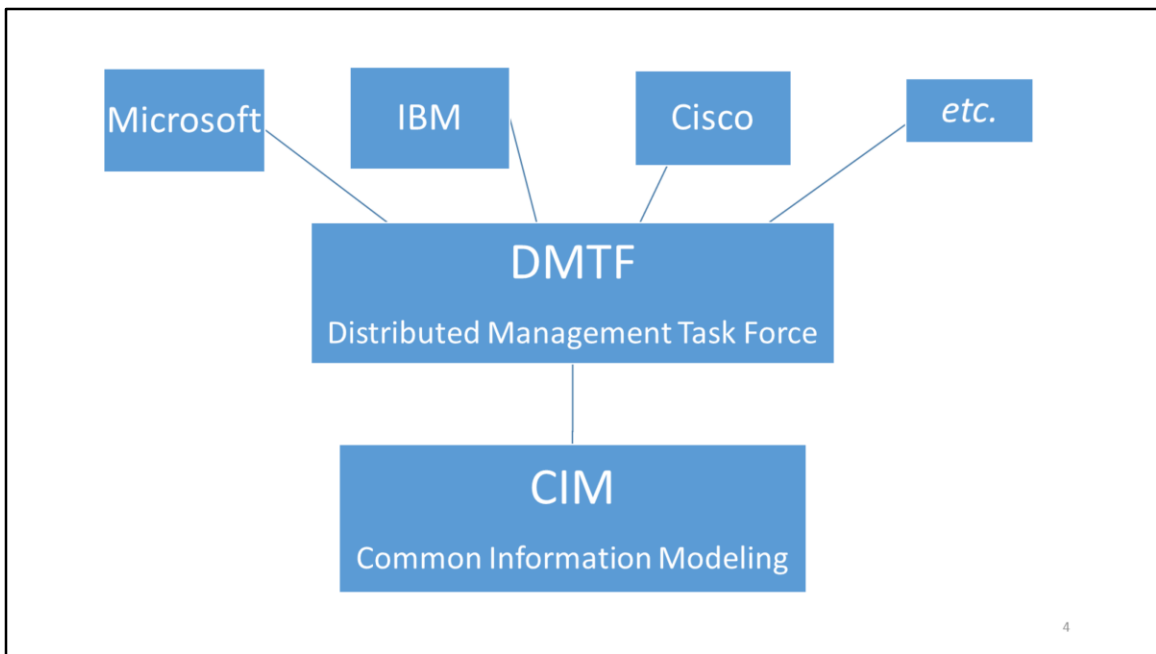 Microsoft
IBM
Cisco
etc.
DMTF
Distributed Management Task Force
CIM
Common Information Modeling
4